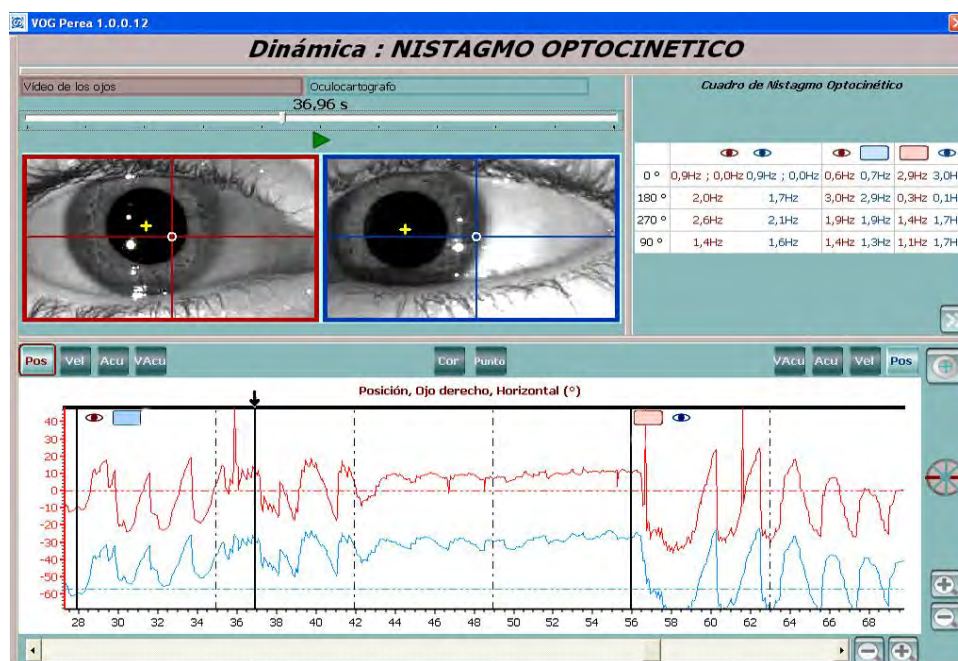 VOG Perea 1.0.0.12
Dinámica : NISTAGMO OPTOCINETICO
Vídeo de los ojos
Oculocartografo
36,96 s
Cuadro de Nistagmo Optocinético
0 º 0,9Hz ; 0,0Hz 0,9Hz ; 0,0Hz 0,6Hz 0,7Hz 2,9Hz 3,0H
180 º 2,0Hz 1,7Hz 3,0Hz 2,9Hz 0,3Hz 0,1H
270 º 2,6Hz 2,1Hz 1,9Hz 1,9Hz 1,4Hz 1,7H
90 º 1,4Hz 1,6Hz 1,4Hz 1,3Hz 1,1Hz 1,7H
Pos Vel Acu VAcu Cor Punto VAcu Acu Vel Pos
Posición, Ojo derecho, Horizontal (°)
40
30
20
10
0
-10
-20
-30
-40
-50
-60
28 30 32 34 36 38 40 42 44 46 48 50 52 54 56 58 60 62 64 66 68